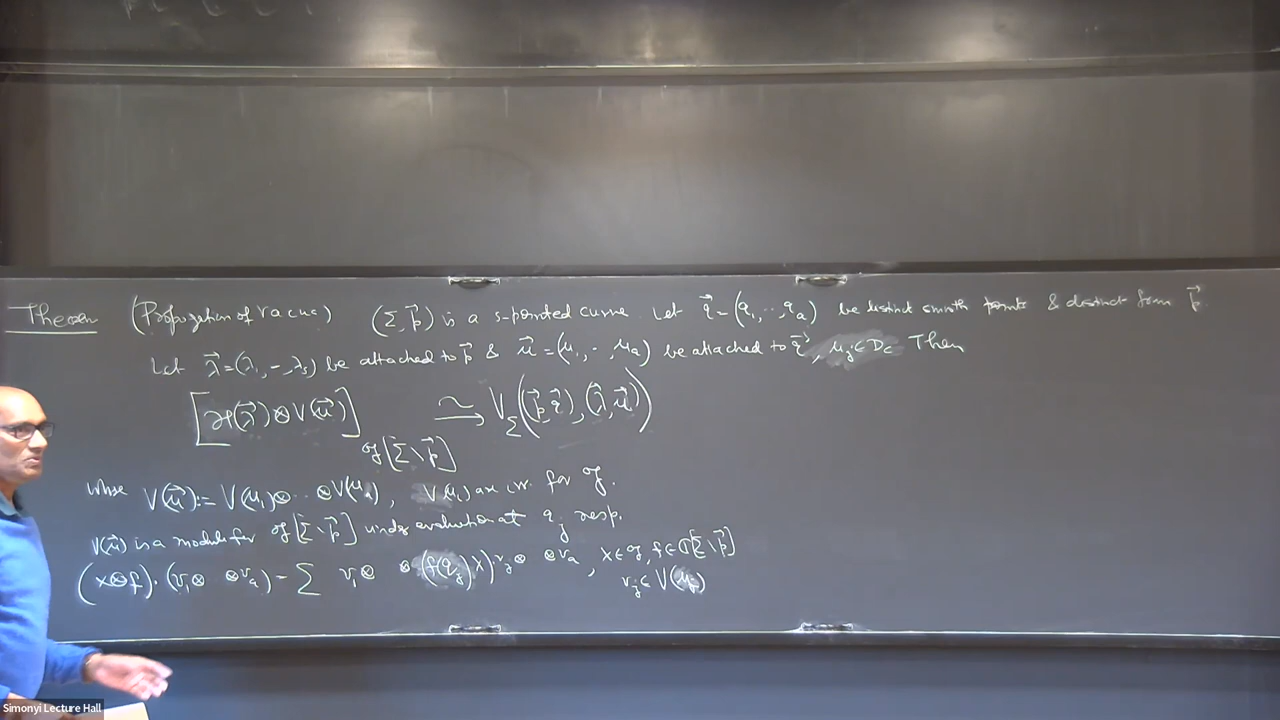 Theorem (Propagation of vacua) (Σ, p⃗) is a s-pointed curve. Let q⃗ = (q₁, ..., qₐ) be distinct smooth points & distinct from p⃗.
Let λ⃗ = (λ₁, -, λₛ) be attached to p⃗ & μ⃗ = (μ₁, -, μₐ) be attached to q⃗, μⱼ ∈ D_c Then
[ℋ(λ⃗) ⊗ V(μ⃗)]_{𝔤[Σ\p⃗]} ⥲ V_Σ((p⃗, q⃗), (λ⃗, μ⃗))
where V(μ⃗) := V(μ₁) ⊗ ... ⊗ V(μₐ), V(μᵢ) are irr. for 𝔤.
V(μ⃗) is a module for 𝔤[Σ\p⃗] under evaluation at qⱼ resp.
(x⊗f)·(v₁⊗ ⊗vₐ) = ∑ v₁⊗ ⊗(f(qⱼ)x)vⱼ⊗ ⊗vₐ, x∈𝔤, f∈ℂ[Σ\p⃗]
vⱼ ∈ V(μⱼ)
Simonyi Lecture Hall